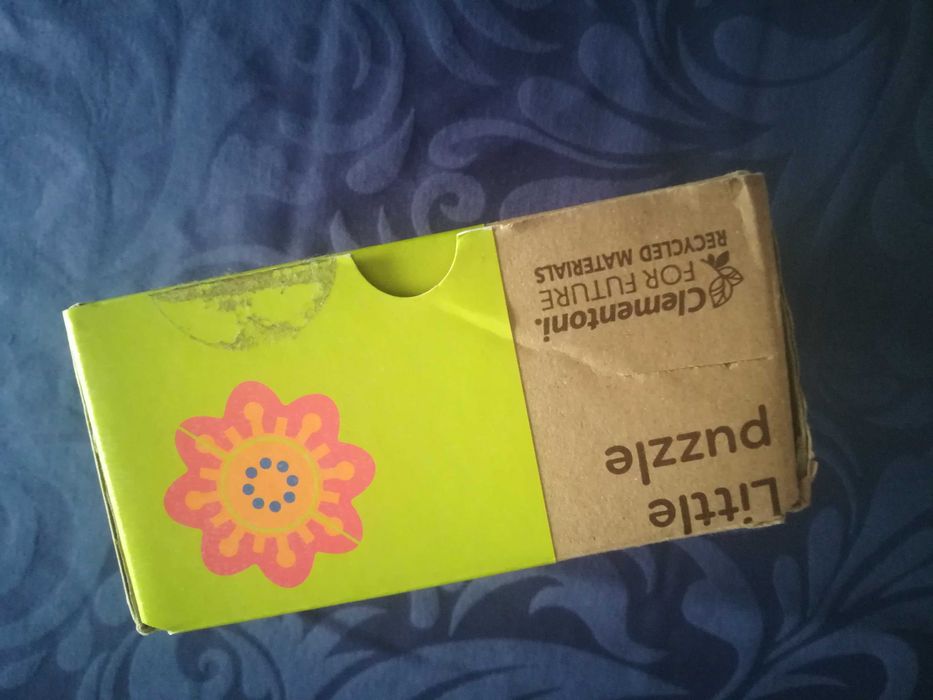 Little
puzzle
Clementoni.
FOR FUTURE
RECYCLED MATERIALS